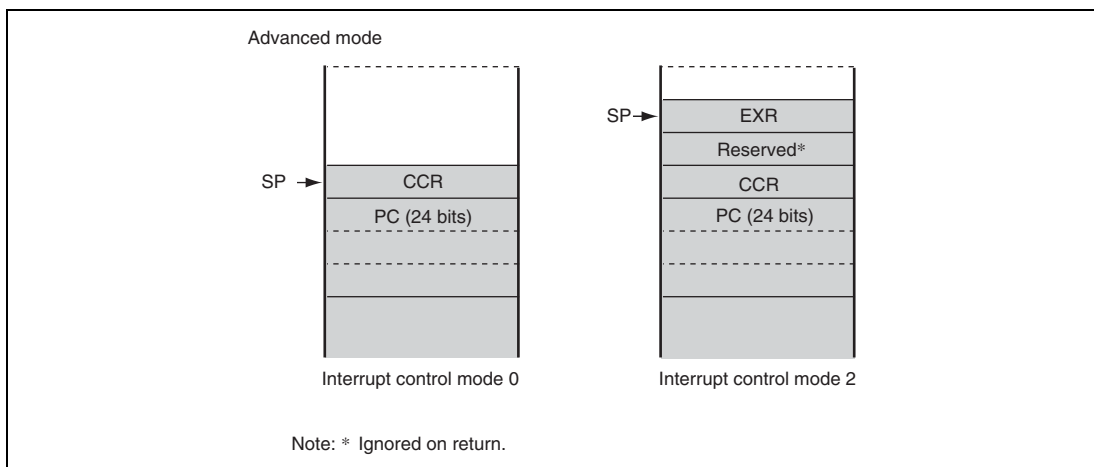 Advanced mode
SP
CCR
PC (24 bits)
Interrupt control mode 0
SP
EXR
Reserved*
CCR
PC (24 bits)
Interrupt control mode 2
Note: * Ignored on return.